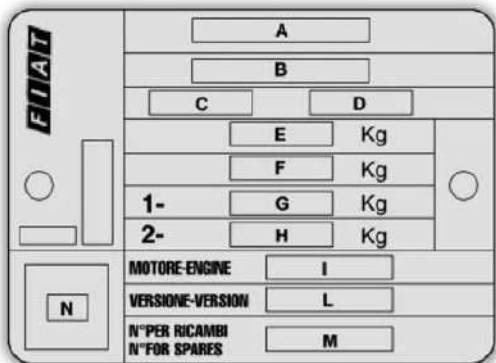 FIAT
A
B
C D
E Kg
F Kg
1- G Kg
2- H Kg
MOTORE-ENGINE I
VERSIONE-VERSION L
N°PER RICAMBI
N°FOR SPARES M
N